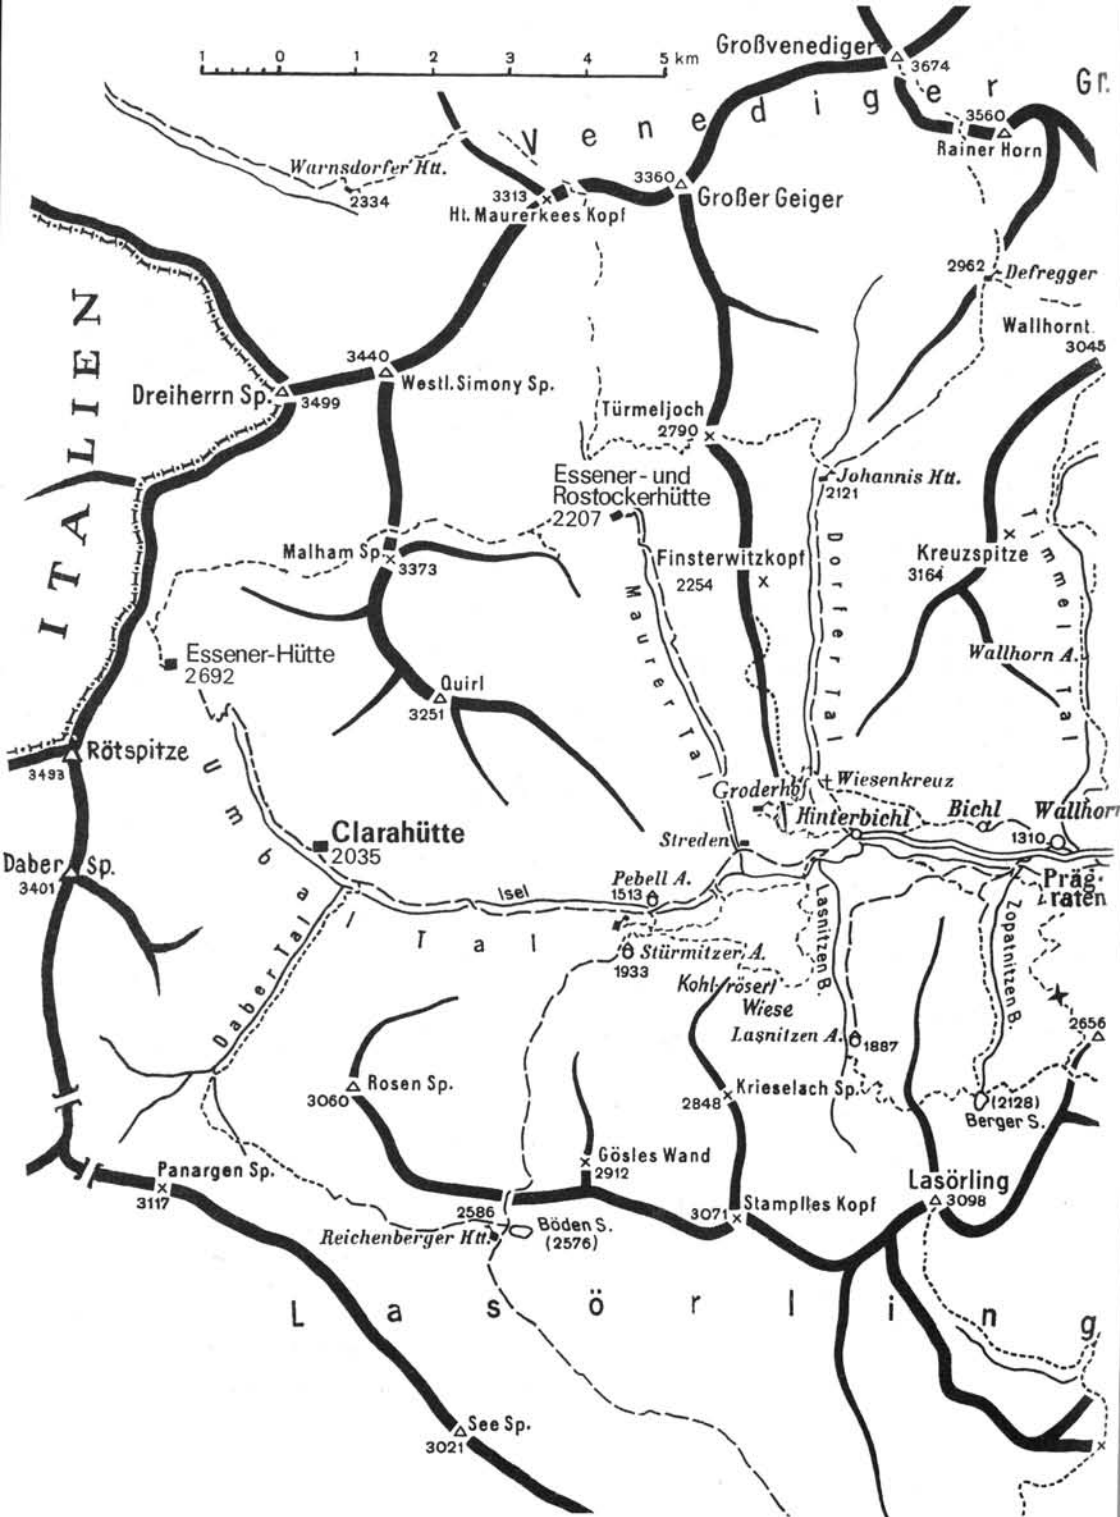 1 0 1 2 3 4 5 km
Großvenediger
3674
Gr.
Venediger
3560
Rainer Horn
Warnsdorfer Htt.
2334
3313
Ht. Maurerkees Kopf
3360
Großer Geiger
2962
Defregger
Wallhornt.
3045
ITALIEN
3440
Westl. Simony Sp.
Dreiherrn Sp.
3499
Türmeljoch
2790
Essener- und
Rostockerhütte
2207
Johannis Htt.
2121
Malham Sp.
3373
Finsterwitzkopf
2254
Kreuzspitze
3164
Maurer Tal
Dorfer Tal
Timmel Tal
Wallhorn A.
Essener-Hütte
2692
Quirl
3251
Rötspitze
3493
Umbal Tal
Wiesenkreuz
Groderhof
Hinterbichl
Bichl
Wallhorn
1310
Streden
Clarahütte
2035
Daber Sp.
3401
Präg-
raten
Isel
Pebell A.
1513
Daber Tal
Stürmitzer A.
1933
Lasnitzen B.
Zopatnitzen B.
Kohl-röserl
Wiese
Lasnitzen A.
1887
2656
Rosen Sp.
3060
Krieselach Sp.
2848
(2128)
Berger S.
Gösles Wand
2912
Panargen Sp.
3117
Lasörling
3098
Stamplles Kopf
3071
2586
Böden S.
(2576)
Reichenberger Htt.
Lasörling
See Sp.
3021